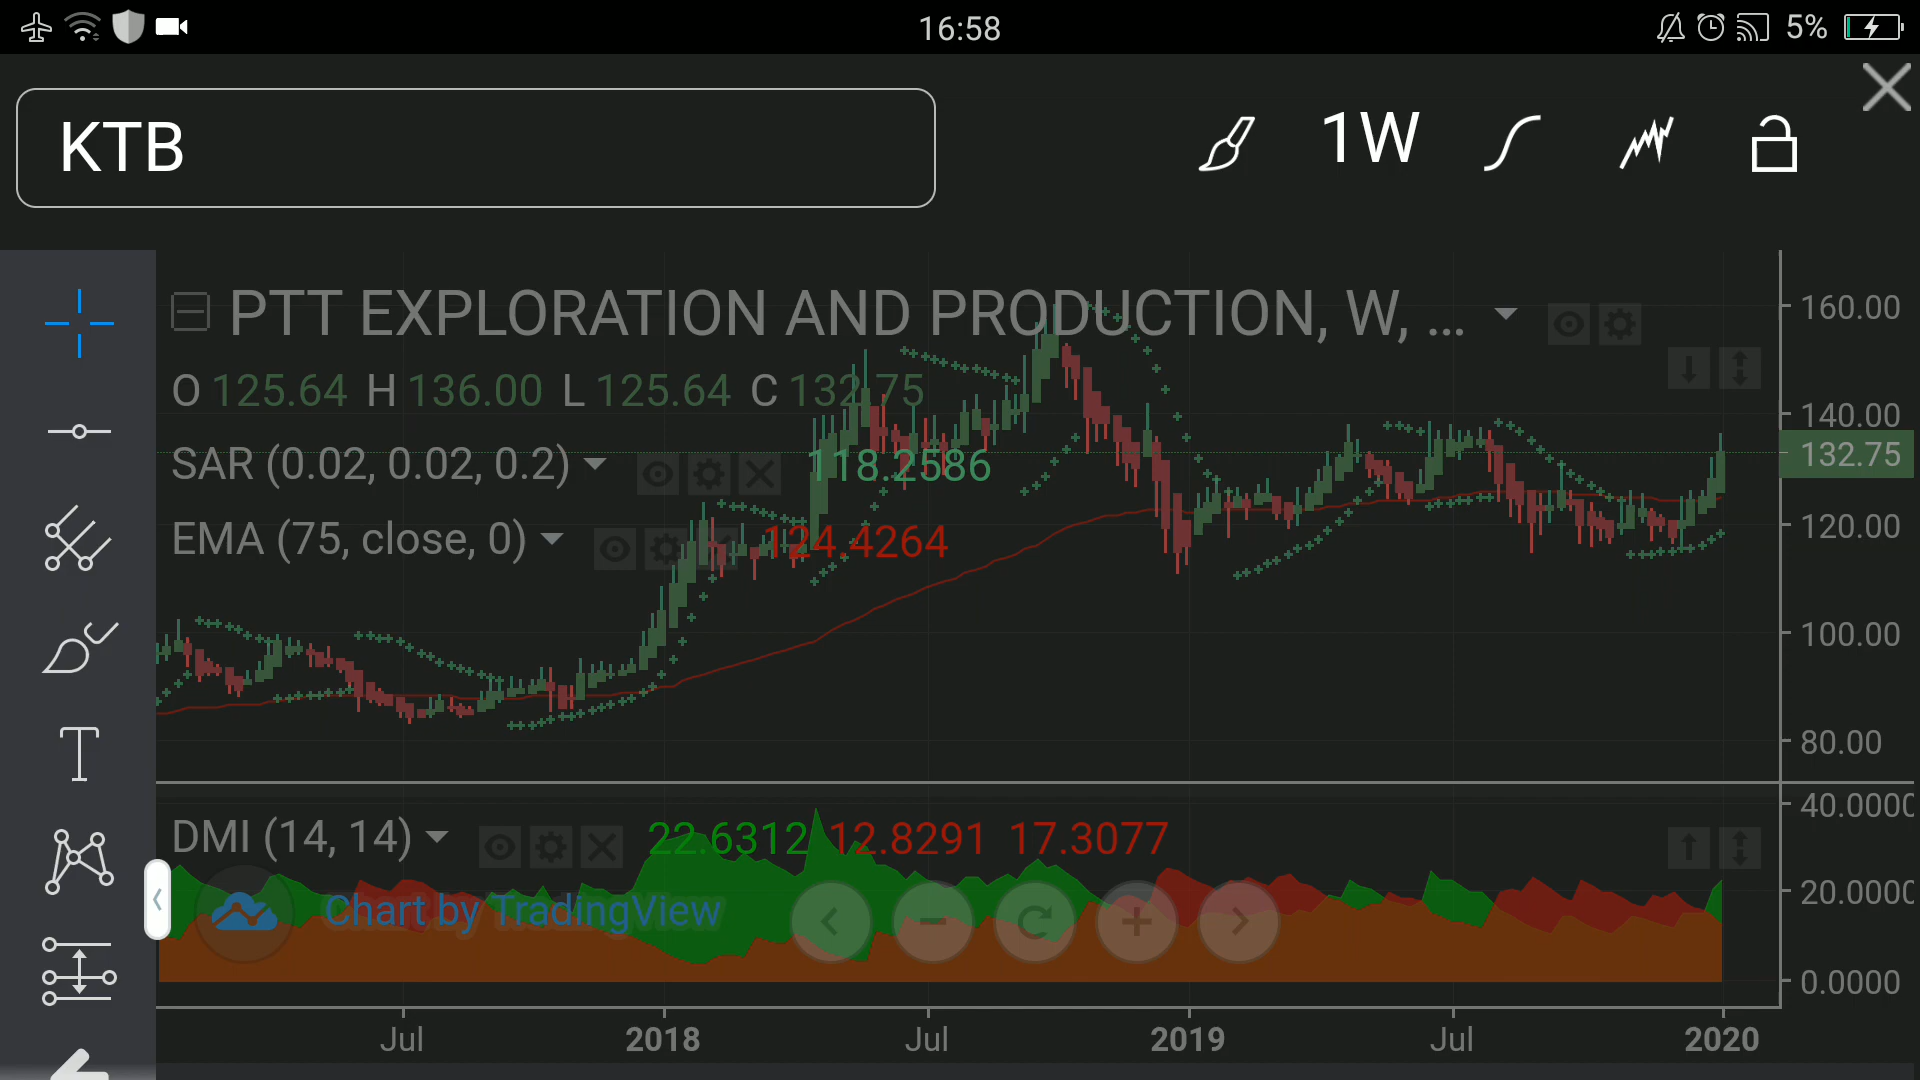 16:58
5%
KTB
1W
PTT EXPLORATION AND PRODUCTION, W, ...
O 125.64 H 136.00 L 125.64 C 132.75
SAR (0.02, 0.02, 0.2) 118.2586
EMA (75, close, 0) 124.4264
160.00
140.00
132.75
120.00
100.00
80.00
DMI (14, 14) 22.6312 12.8291 17.3077
Chart by TradingView
40.0000
20.0000
0.0000
Jul 2018 Jul 2019 Jul 2020
T